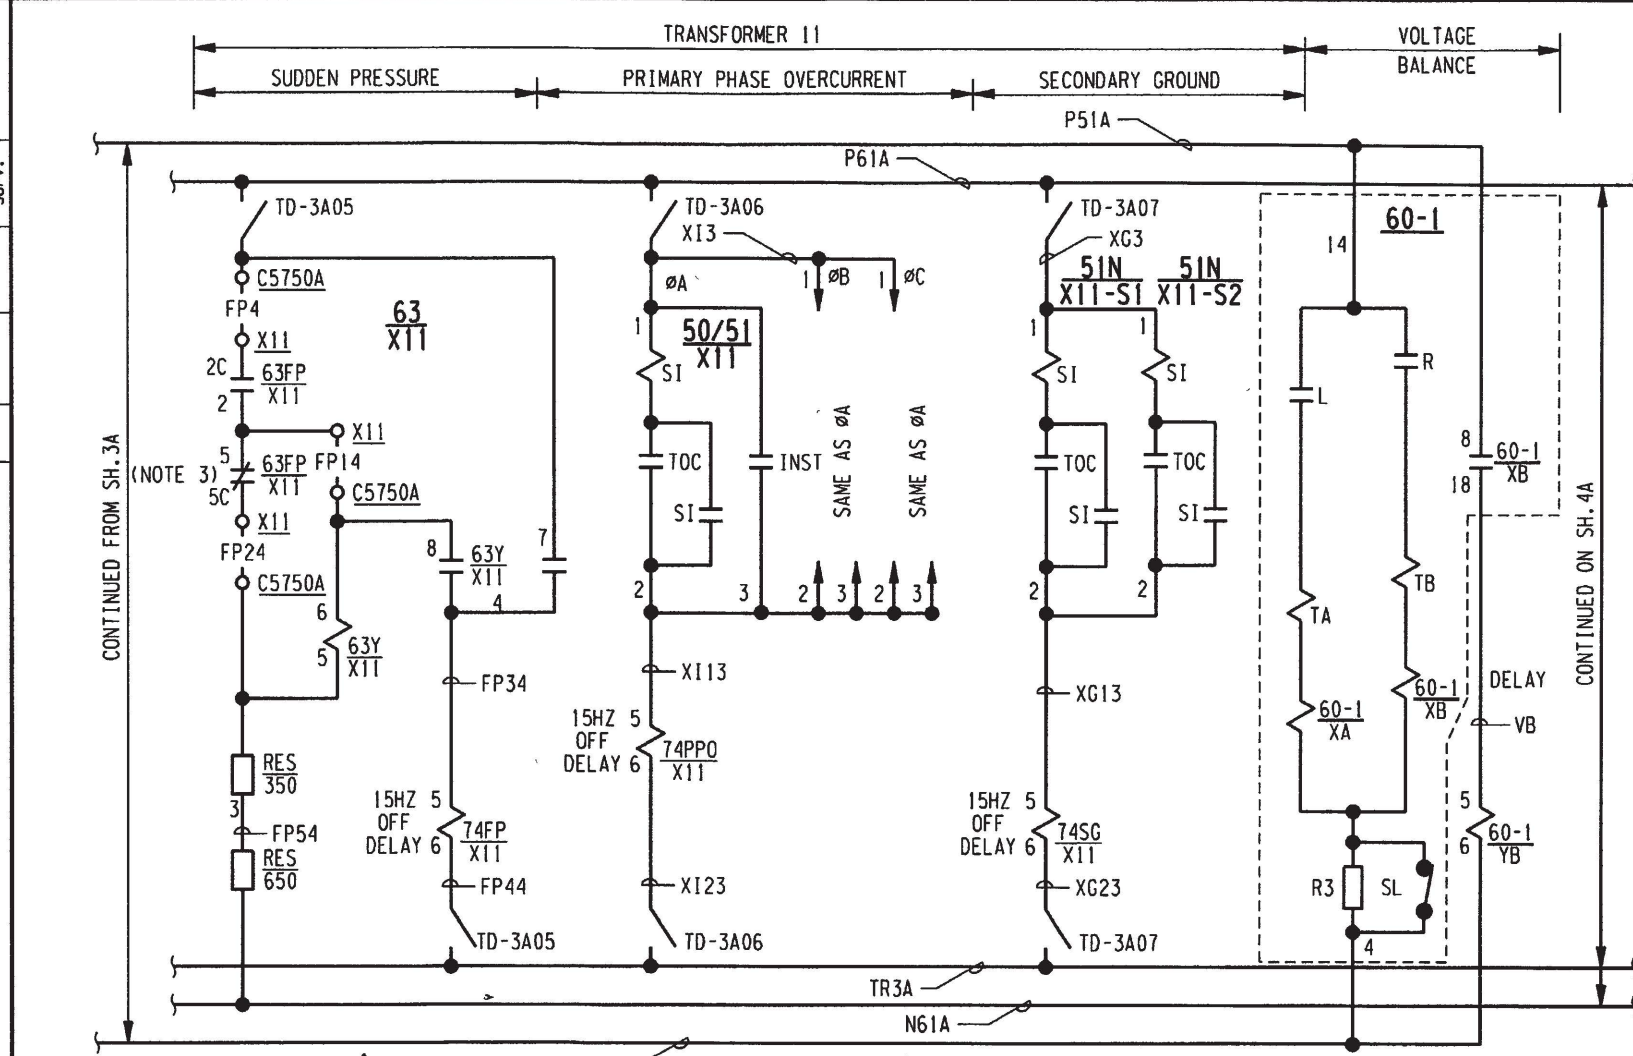 TRANSFORMER 11
VOLTAGE
BALANCE
SUDDEN PRESSURE
PRIMARY PHASE OVERCURRENT
SECONDARY GROUND
P51A
P61A
TD-3A05
TD-3A06
XI3
TD-3A07
XG3
60-1
14
C5750A
FP4
X11
2C
63FP
X11
2
63
X11
5
(NOTE 3)
63FP
X11
5C
X11
FP14
C5750A
X11
FP24
C5750A
8
63Y
X11
4
7
6
5
63Y
X11
FP34
RES
350
3
FP54
RES
650
15HZ
OFF
DELAY
5
6
74FP
X11
FP44
TD-3A05
ØA
1
50/51
X11
SI
TOC
SI
INST
2
3
1
ØB
1
ØC
SAME AS ØA
SAME AS ØA
2
3
2
3
XI13
15HZ
OFF
DELAY
5
6
74PPO
X11
XI23
TD-3A06
51N
X11-S1
51N
X11-S2
1
1
SI
SI
TOC
TOC
SI
SI
2
2
XG13
15HZ
OFF
DELAY
5
6
74SG
X11
XG23
TD-3A07
L
R
TA
TB
60-1
XA
60-1
XB
R3
SL
4
8
60-1
XB
18
DELAY
VB
5
6
60-1
YB
CONTINUED FROM SH.3A
CONTINUED ON SH.4A
TR3A
N61A